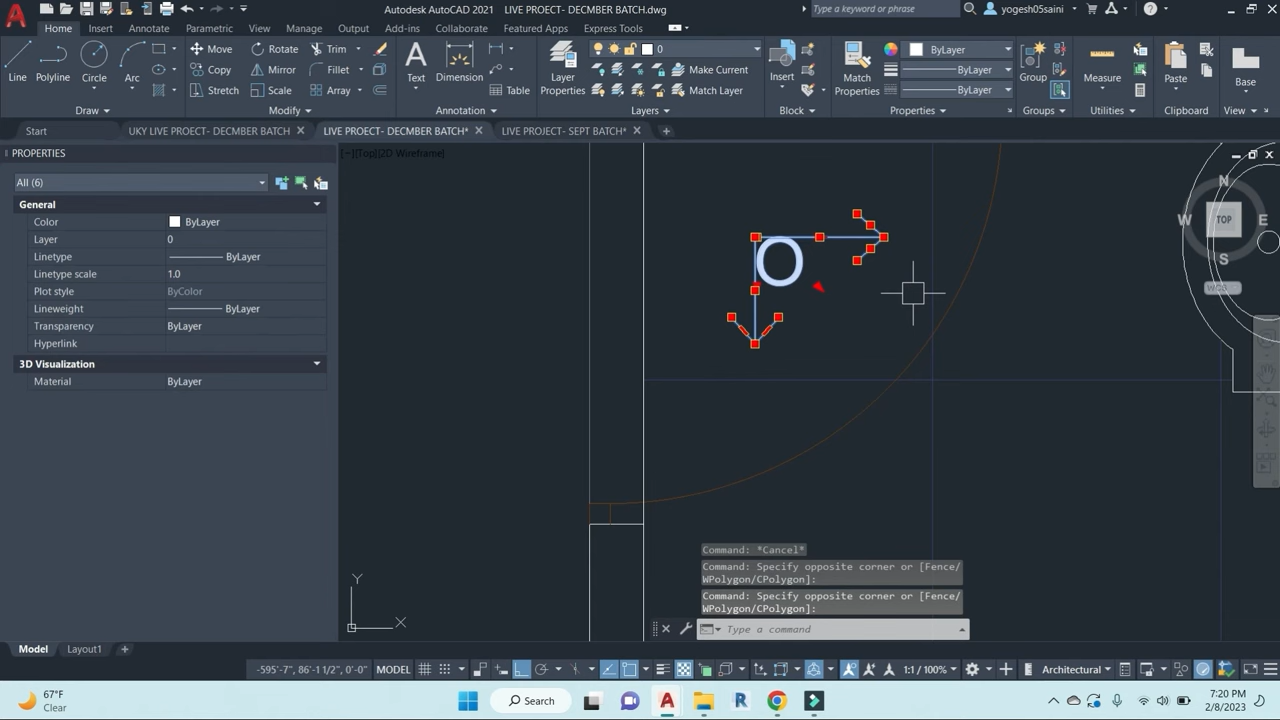 Autodesk AutoCAD 2021 LIVE PROECT- DECMBER BATCH.dwg
Type a keyword or phrase
yogesh05saini
Home Insert Annotate Parametric View Manage Output Add-ins Collaborate Featured Apps Express Tools
Move Rotate Trim
0
ByLayer
Copy Mirror Fillet
Make Current
ByLayer
Line Polyline Circle Arc
Text Dimension
Layer Properties
Insert
Match Properties
Group
Measure
Paste
Base
Stretch Scale Array
Table
Match Layer
ByLayer
Draw Modify Annotation Layers Block Properties Groups Utilities Clipboard View
Start UKY LIVE PROECT- DECMBER BATCH LIVE PROECT- DECMBER BATCH* LIVE PROJECT- SEPT BATCH*
PROPERTIES
[−][Top][2D Wireframe]
All (6)
General
Color ByLayer
Layer 0
Linetype ByLayer
Linetype scale 1.0
Plot style ByColor
Lineweight ByLayer
Transparency ByLayer
Hyperlink
3D Visualization
Material ByLayer
O
N
W TOP E
S
WCS
Y
X
Command: *Cancel*
Command: Specify opposite corner or [Fence/
WPolygon/CPolygon]:
Command: Specify opposite corner or [Fence/
WPolygon/CPolygon]:
Type a command
Model Layout1
-595'-7", 86'-1 1/2", 0'-0" MODEL 1:1 / 100% Architectural
67°F
Clear
Search
7:20 PM
2/8/2023